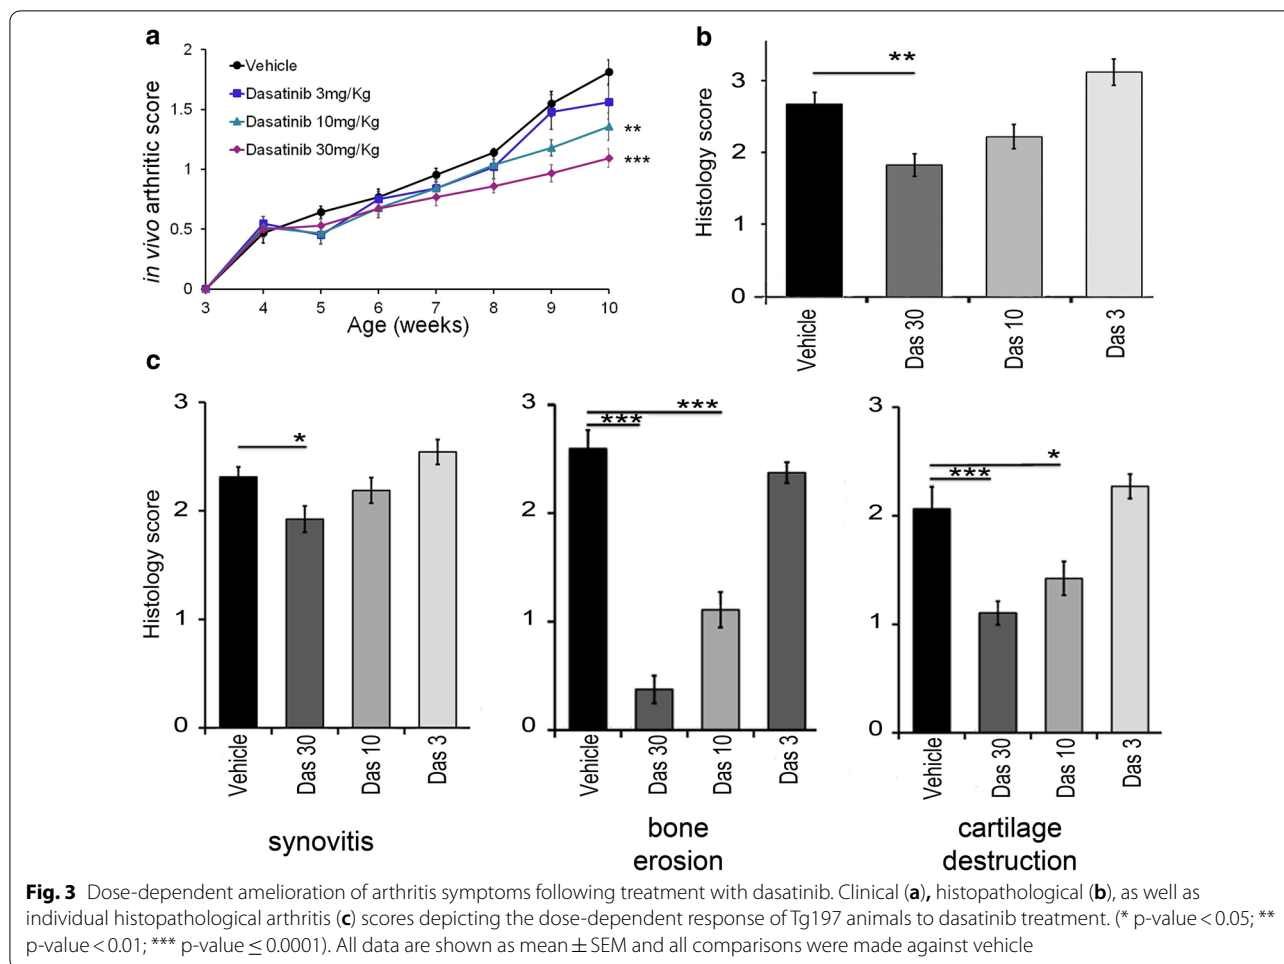 a
2
1.5
1
0.5
0
in vivo arthritic score
Vehicle
Dasatinib 3mg/Kg
Dasatinib 10mg/Kg
Dasatinib 30mg/Kg
**
***
3 4 5 6 7 8 9 10
Age (weeks)
b
3
2
1
0
Histology score
**
Vehicle
Das 30
Das 10
Das 3
c
3
2
1
0
Histology score
*
Vehicle
Das 30
Das 10
Das 3
synovitis
3
2
1
0
***
***
Vehicle
Das 30
Das 10
Das 3
bone
erosion
3
2
1
0
*
***
Vehicle
Das 30
Das 10
Das 3
cartilage
destruction
Fig. 3 Dose-dependent amelioration of arthritis symptoms following treatment with dasatinib. Clinical (a), histopathological (b), as well as
individual histopathological arthritis (c) scores depicting the dose-dependent response of Tg197 animals to dasatinib treatment. (* p-value < 0.05; **
p-value < 0.01; *** p-value ≤ 0.0001). All data are shown as mean ± SEM and all comparisons were made against vehicle